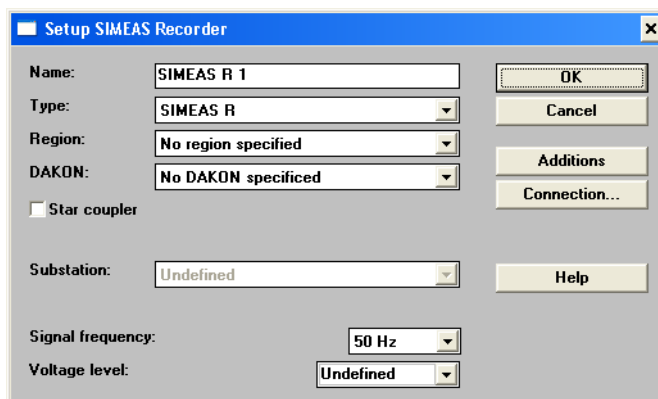 Setup SIMEAS Recorder
Name: SIMEAS R 1 OK
Type: SIMEAS R Cancel
Region: No region specified Additions
DAKON: No DAKON specificed Connection...
Star coupler
Substation: Undefined Help
Signal frequency: 50 Hz
Voltage level: Undefined